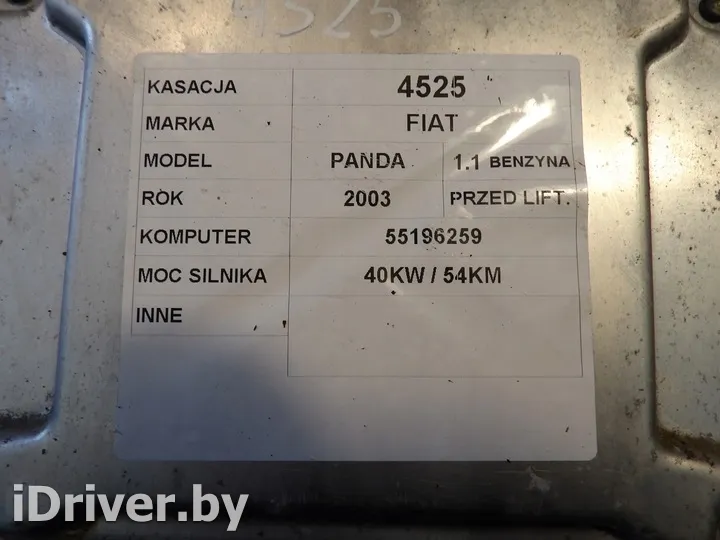 4525
KASACJA 4525
MARKA FIAT
MODEL PANDA 1.1 BENZYNA
ROK 2003 PRZED LIFT.
KOMPUTER 55196259
MOC SILNIKA 40KW / 54KM
INNE
iDriver.by